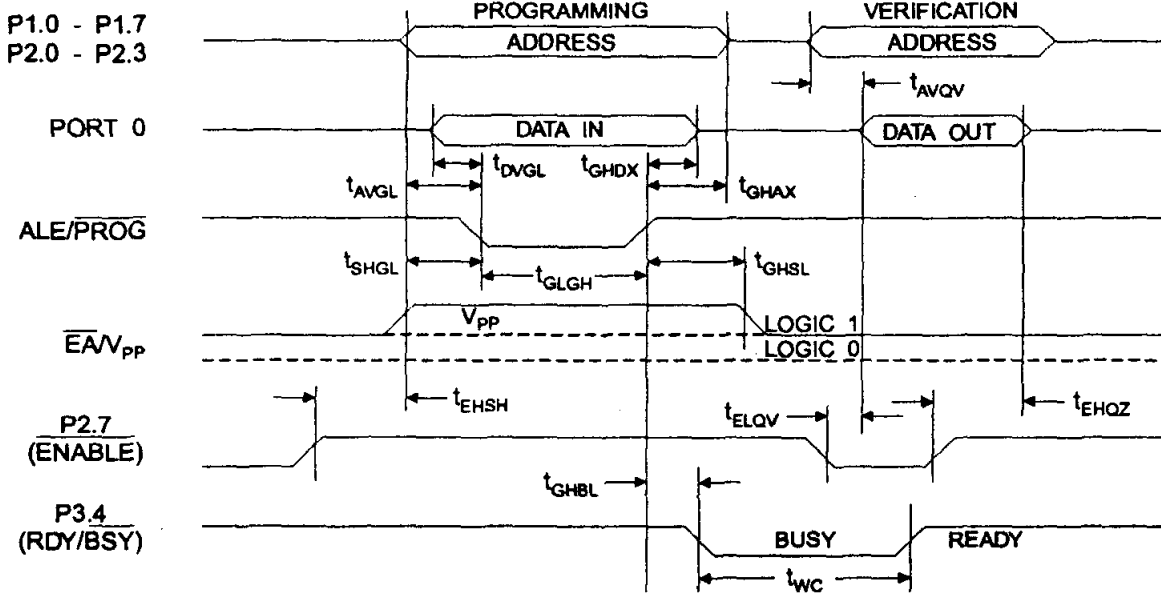 PROGRAMMING VERIFICATION
P1.0 - P1.7
P2.0 - P2.3
ADDRESS ADDRESS
tAVQV
PORT 0 DATA IN DATA OUT
tDVGL tGHDX
tAVGL tGHAX
ALE/PROG
tSHGL tGLGH tGHSL
VPP LOGIC 1
EA/VPP
LOGIC 0
tEHSH tELQV tEHQZ
P2.7
(ENABLE)
tGHBL
P3.4
(RDY/BSY) BUSY READY
tWC